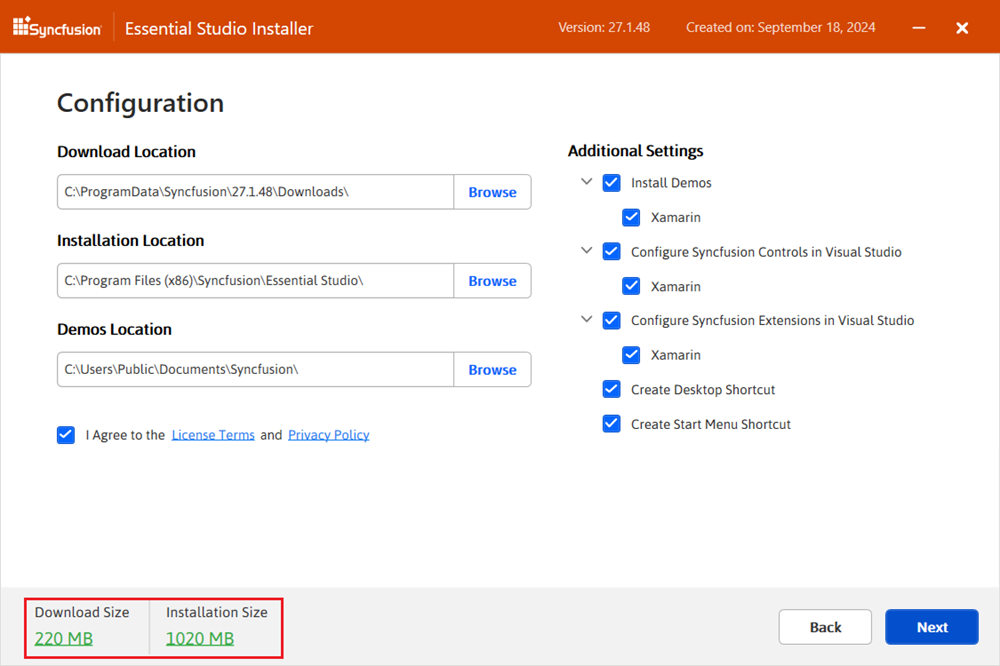 Syncfusion
Essential Studio Installer
Version: 27.1.48
Created on: September 18, 2024
Configuration
Download Location
C:\ProgramData\Syncfusion\27.1.48\Downloads\
Browse
Installation Location
C:\Program Files (x86)\Syncfusion\Essential Studio\
Browse
Demos Location
C:\Users\Public\Documents\Syncfusion\
Browse
I Agree to the License Terms and Privacy Policy
Additional Settings
Install Demos
Xamarin
Configure Syncfusion Controls in Visual Studio
Xamarin
Configure Syncfusion Extensions in Visual Studio
Xamarin
Create Desktop Shortcut
Create Start Menu Shortcut
Download Size
220 MB
Installation Size
1020 MB
Back
Next